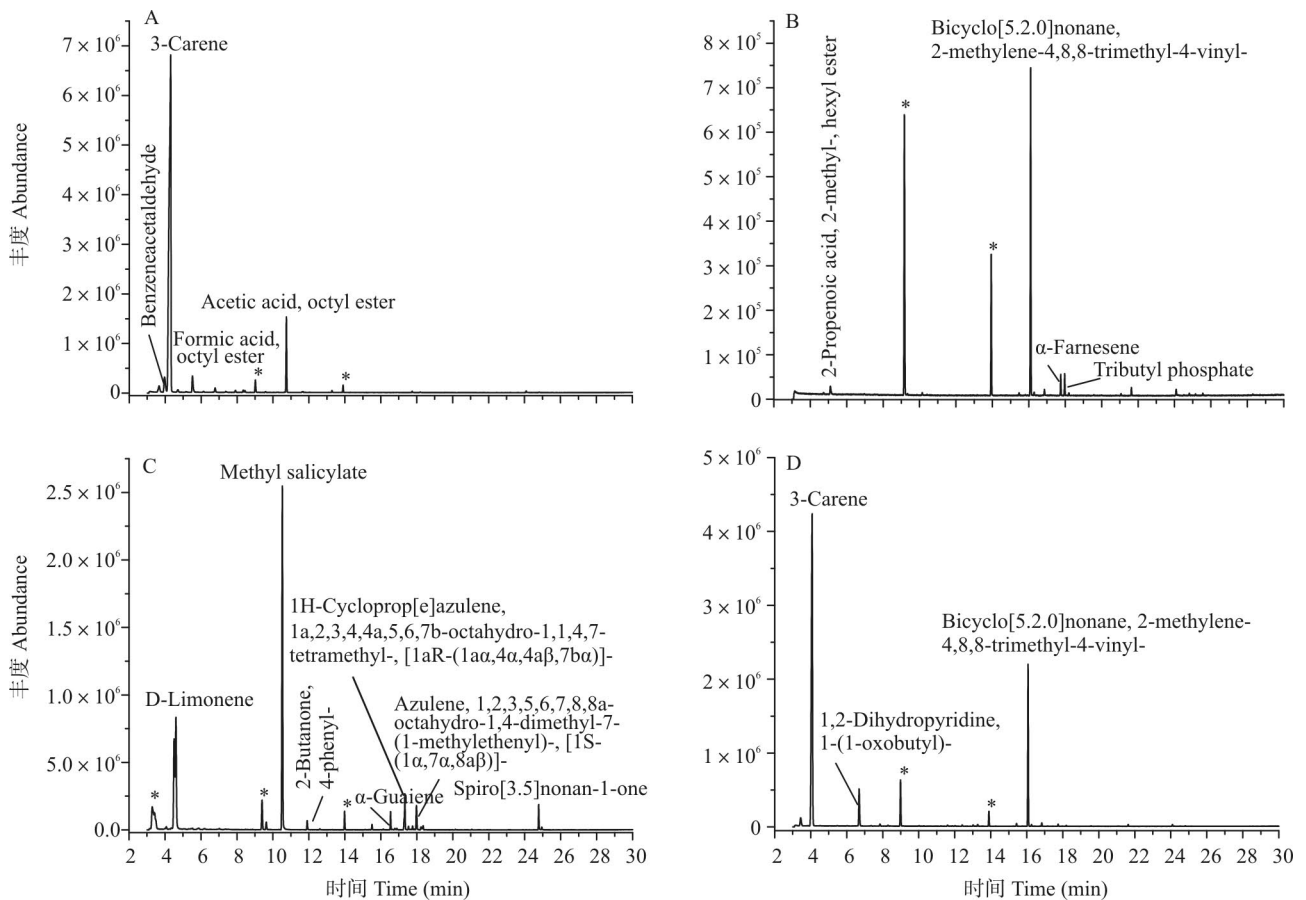 A
7 × 10⁶
6 × 10⁶
5 × 10⁶
4 × 10⁶
3 × 10⁶
2 × 10⁶
1 × 10⁶
0
丰度 Abundance
3-Carene
Benzeneacetaldehyde
Formic acid,
octyl ester
*
Acetic acid, octyl ester
*
B
8 × 10⁵
7 × 10⁵
6 × 10⁵
5 × 10⁵
4 × 10⁵
3 × 10⁵
2 × 10⁵
1 × 10⁵
0
2-Propenoic acid, 2-methyl-, hexyl ester
*
*
Bicyclo[5.2.0]nonane,
2-methylene-4,8,8-trimethyl-4-vinyl-
α-Farnesene
Tributyl phosphate
C
2.5 × 10⁶
2.0 × 10⁶
1.5 × 10⁶
1.0 × 10⁶
5.0 × 10⁶
0.0
丰度 Abundance
*
D-Limonene
*
Methyl salicylate
2-Butanone,
4-phenyl-
*
1H-Cycloprop[e]azulene,
1a,2,3,4,4a,5,6,7b-octahydro-1,1,4,7-
tetramethyl-, [1aR-(1aα,4α,4aβ,7bα)]-
α-Guaiene
Azulene, 1,2,3,5,6,7,8,8a-
octahydro-1,4-dimethyl-7-
(1-methylethenyl)-, [1S-
(1α,7α,8aβ)]-
Spiro[3.5]nonan-1-one
2 4 6 8 10 12 14 16 18 20 22 24 26 28 30
时间 Time (min)
D
5 × 10⁶
4 × 10⁶
3 × 10⁶
2 × 10⁶
1 × 10⁶
0
3-Carene
1,2-Dihydropyridine,
1-(1-oxobutyl)-
*
*
Bicyclo[5.2.0]nonane, 2-methylene-
4,8,8-trimethyl-4-vinyl-
2 4 6 8 10 12 14 16 18 20 22 24 26 28 30
时间 Time (min)